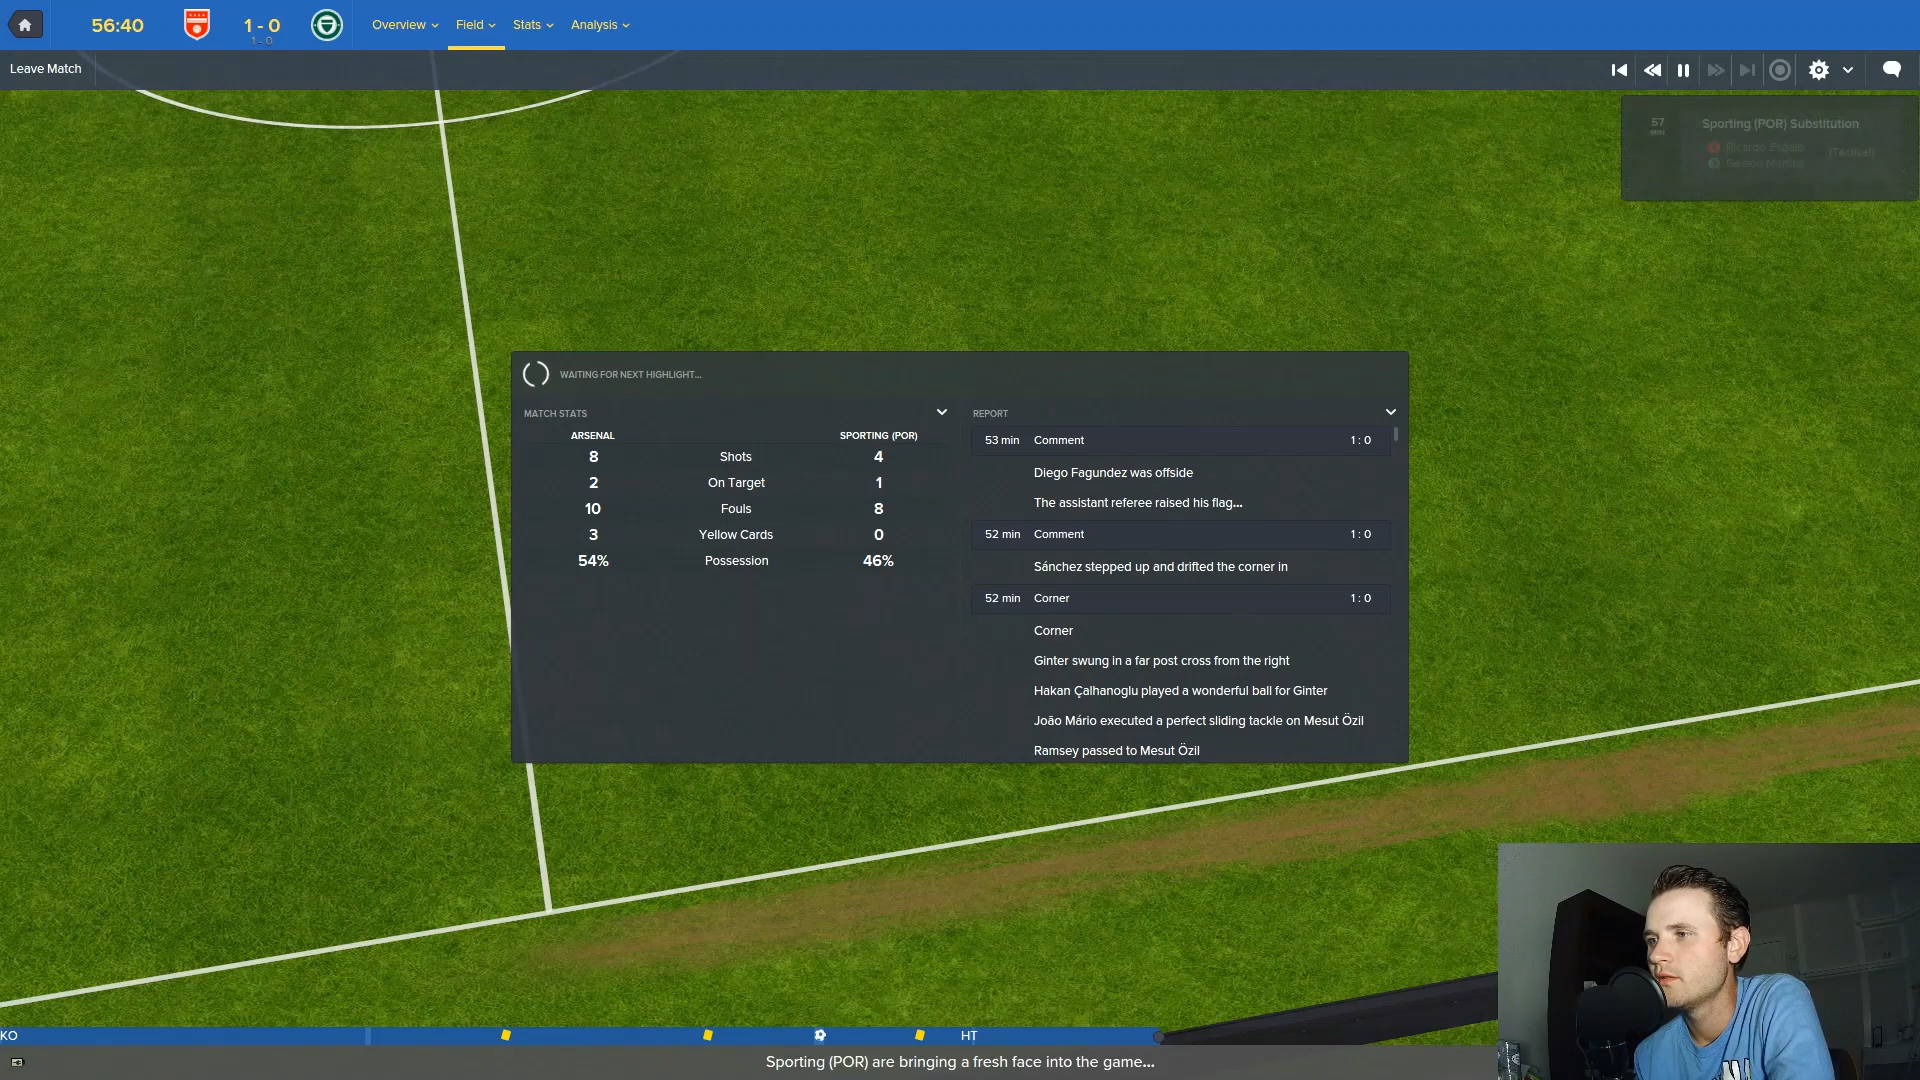 56:40
1 - 0
1 - 0
Overview
Field
Stats
Analysis
Leave Match
57
MIN
Sporting (POR) Substitution
(Tactical)
WAITING FOR NEXT HIGHLIGHT...
MATCH STATS
ARSENAL SPORTING (POR)
8 Shots 4
2 On Target 1
10 Fouls 8
3 Yellow Cards 0
54% Possession 46%
REPORT
53 min Comment 1 : 0
Diego Fagundez was offside
The assistant referee raised his flag...
52 min Comment 1 : 0
Sánchez stepped up and drifted the corner in
52 min Corner 1 : 0
Corner
Ginter swung in a far post cross from the right
Hakan Çalhanoglu played a wonderful ball for Ginter
João Mário executed a perfect sliding tackle on Mesut Özil
Ramsey passed to Mesut Özil
KO
HT
Sporting (POR) are bringing a fresh face into the game...